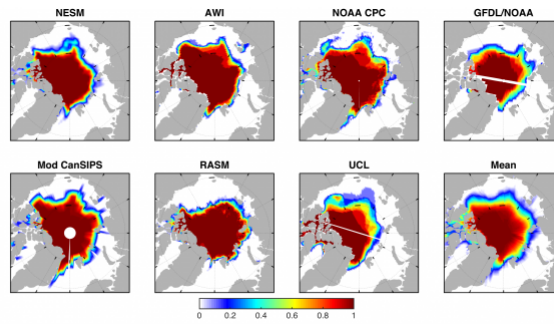 NESM AWI NOAA CPC GFDL/NOAA
Mod CanSIPS RASM UCL Mean
0 0.2 0.4 0.6 0.8 1